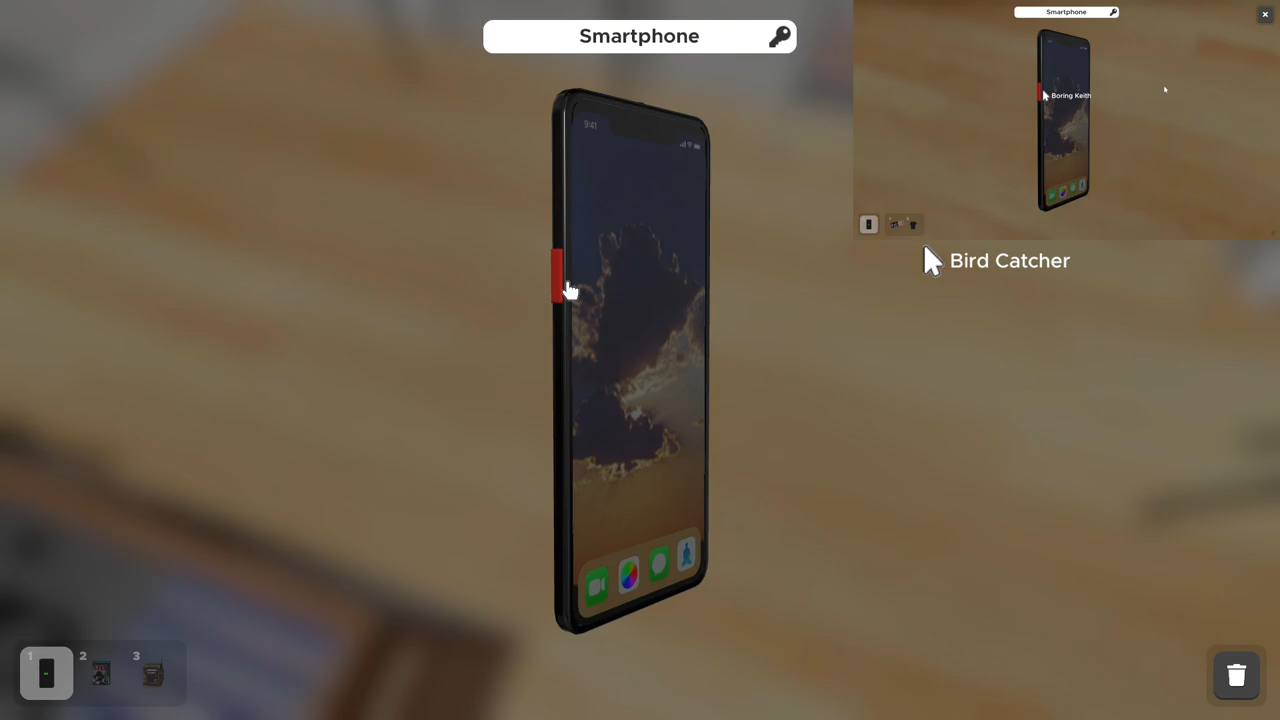 Smartphone
Smartphone
9:41
Boring Keith
Bird Catcher
1
2
3